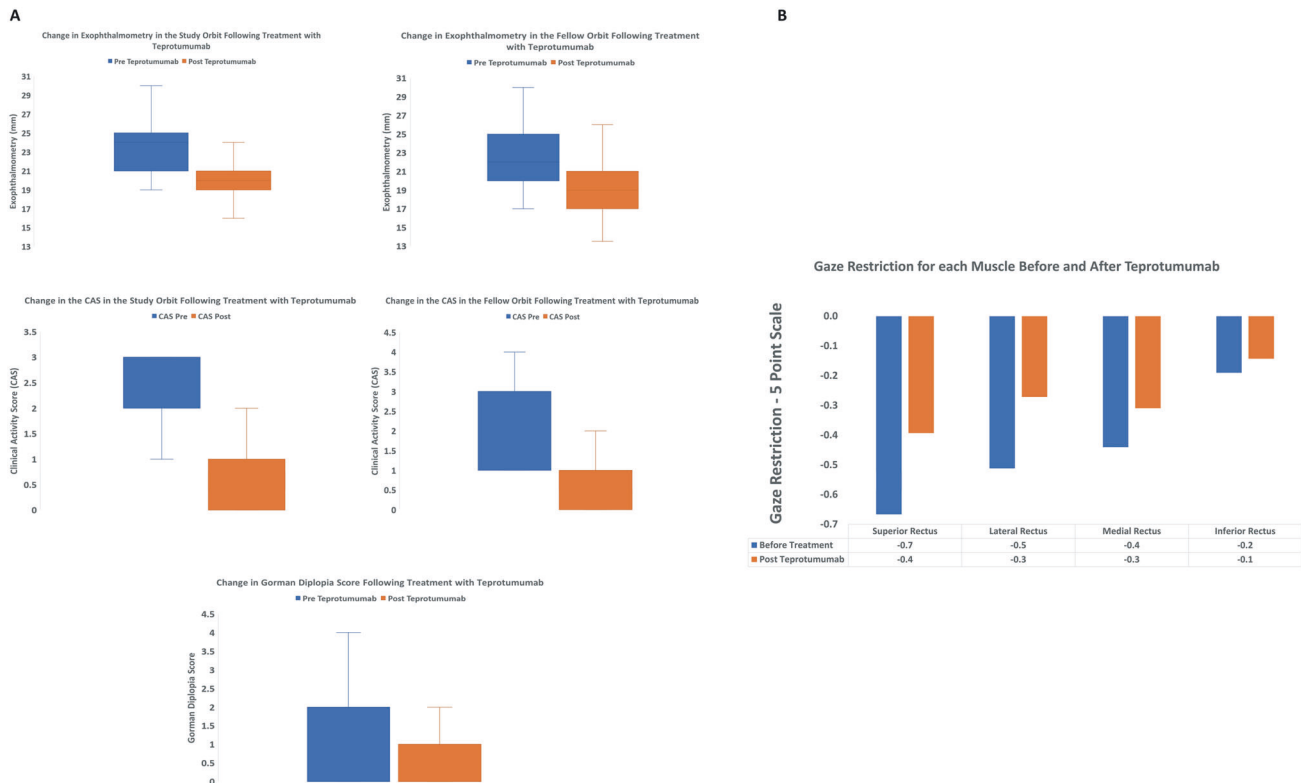 A
Change in Exophthalmometry in the Study Orbit Following Treatment with
Teprotumumab
Pre Teprotumumab Post Teprotumumab
Exophthalmometry (mm)
31
29
27
25
23
21
19
17
15
13
Change in Exophthalmometry in the Fellow Orbit Following Treatment
with Teprotumumab
Pre Teprotumumab Post Teprotumumab
Exophthalmometry (mm)
31
29
27
25
23
21
19
17
15
13
Change in the CAS in the Study Orbit Following Treatment with Teprotumumab
CAS Pre CAS Post
Clinical Activity Score (CAS)
3.5
3
2.5
2
1.5
1
0.5
0
Change in the CAS in the Fellow Orbit Following Treatment with Teprotumumab
CAS Pre CAS Post
Clinical Activity Score (CAS)
4.5
4
3.5
3
2.5
2
1.5
1
0.5
0
Change in Gorman Diplopia Score Following Treatment with Teprotumumab
Pre Teprotumumab Post Teprotumumab
Gorman Diplopia Score
4.5
4
3.5
3
2.5
2
1.5
1
0.5
0
B
Gaze Restriction for each Muscle Before and After Teprotumumab
Gaze Restriction - 5 Point Scale
0.0
-0.1
-0.2
-0.3
-0.4
-0.5
-0.6
-0.7
Superior Rectus Lateral Rectus Medial Rectus Inferior Rectus
Before Treatment -0.7 -0.5 -0.4 -0.2
Post Teprotumumab -0.4 -0.3 -0.3 -0.1